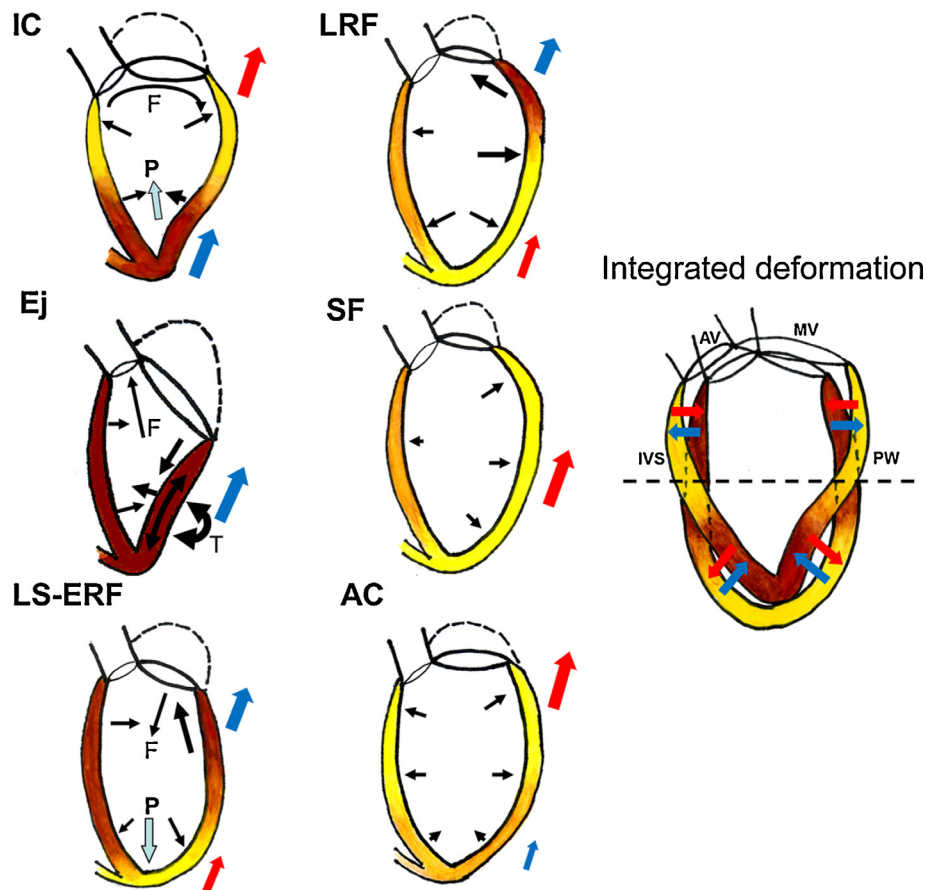 IC
F
P
LRF
Ej
F
T
SF
LS-ERF
F
P
AC
Integrated deformation
AV
MV
IVS
PW